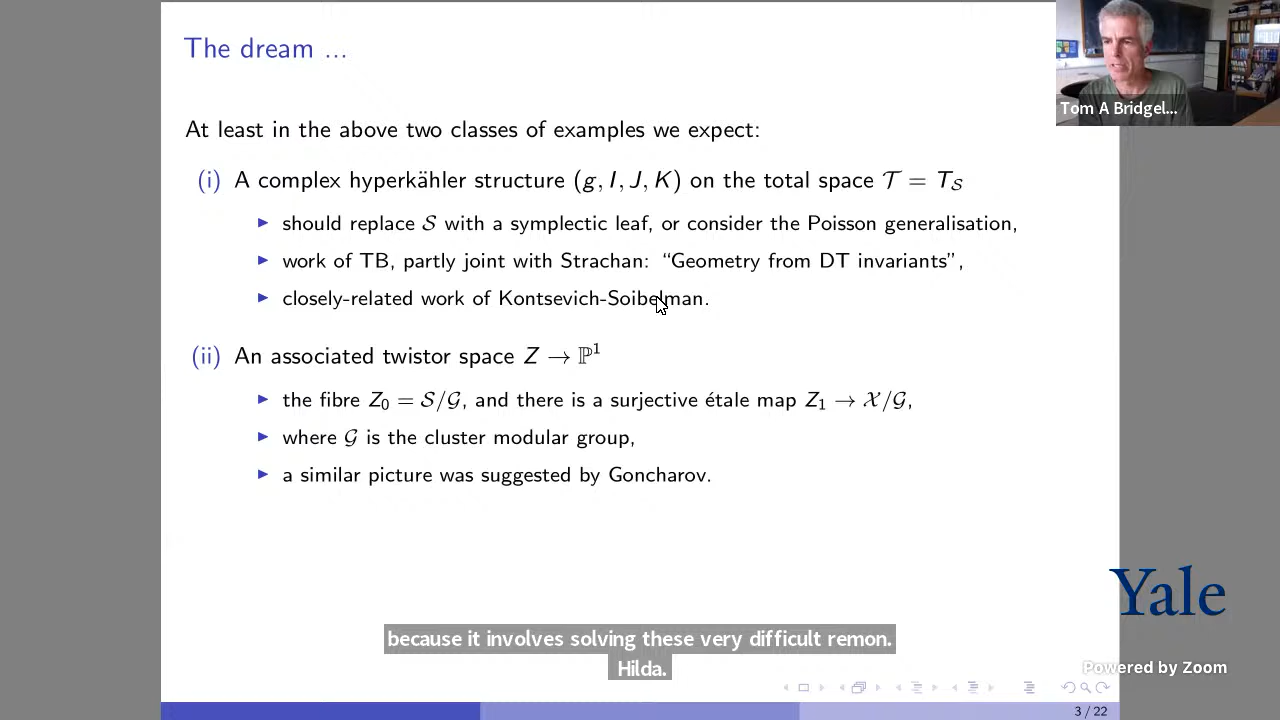 The dream ...
Tom A Bridgel...
At least in the above two classes of examples we expect:
(i) A complex hyperkähler structure (g, I, J, K) on the total space 𝒯 = T_𝒮
▶ should replace 𝒮 with a symplectic leaf, or consider the Poisson generalisation,
▶ work of TB, partly joint with Strachan: “Geometry from DT invariants”,
▶ closely-related work of Kontsevich-Soibelman.
(ii) An associated twistor space Z → ℙ¹
▶ the fibre Z₀ = 𝒮/𝒢, and there is a surjective étale map Z₁ → 𝒳/𝒢,
▶ where 𝒢 is the cluster modular group,
▶ a similar picture was suggested by Goncharov.
Yale
because it involves solving these very difficult remon.
Hilda.
Powered by Zoom
3 / 22